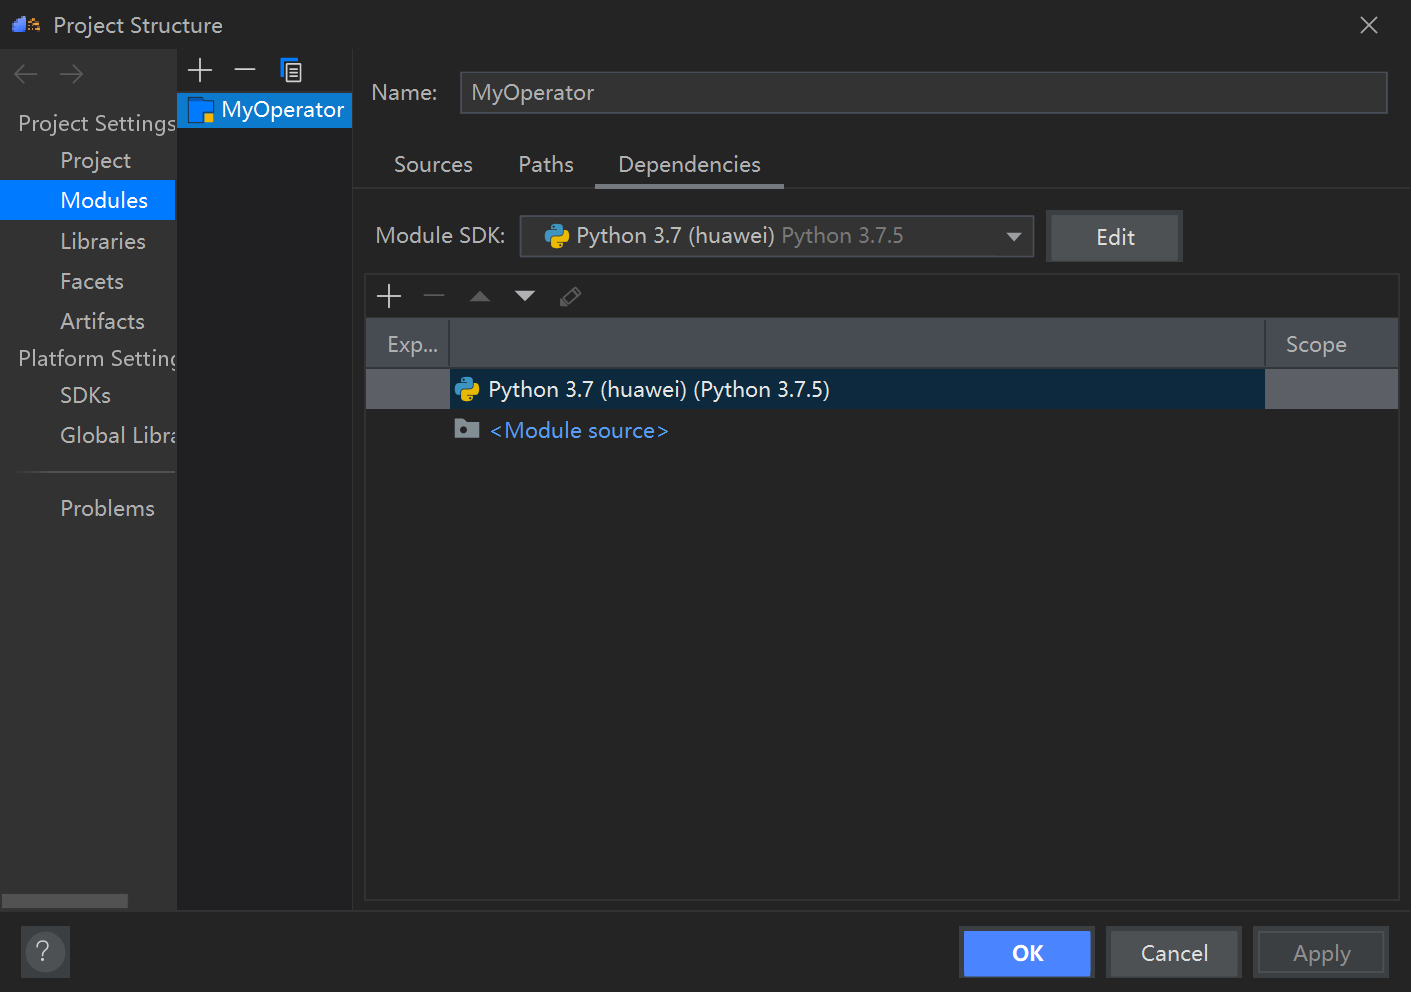 Project Structure
Project Settings
Project
Modules
Libraries
Facets
Artifacts
Platform Setting
SDKs
Global Libra
Problems
MyOperator
Name: MyOperator
Sources Paths Dependencies
Module SDK: Python 3.7 (huawei) Python 3.7.5 Edit
Exp... Scope
Python 3.7 (huawei) (Python 3.7.5)
<Module source>
? OK Cancel Apply